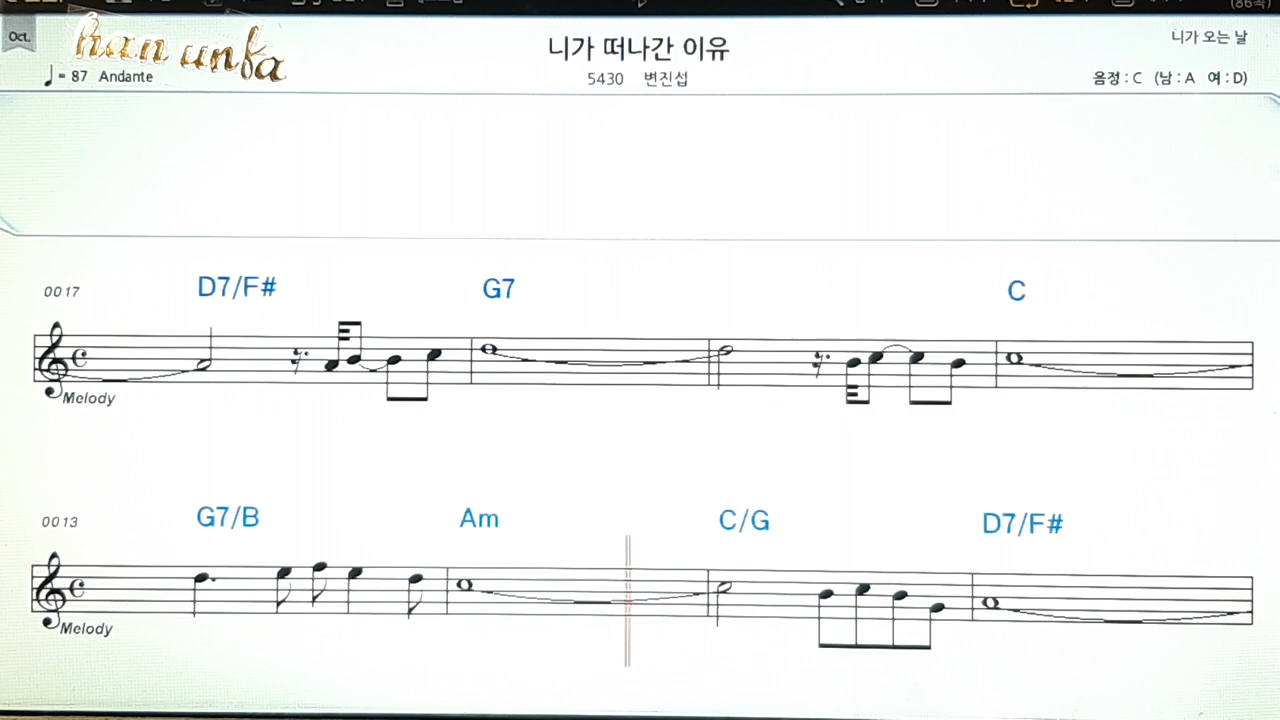 Oct.
han unfa
니가 떠나간 이유
니가 오는 날
♩= 87 Andante
5430 변진섭
음정 : C (남 : A 여 : D)
0017 D7/F# G7 C
Melody
0013 G7/B Am C/G D7/F#
Melody